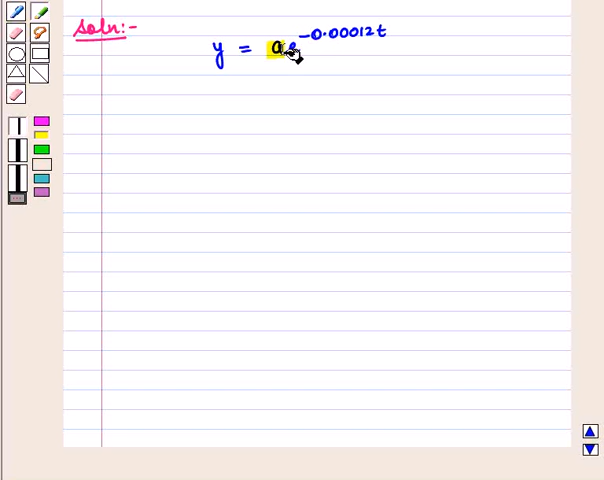 Soln:-
y = ae^-0.00012t